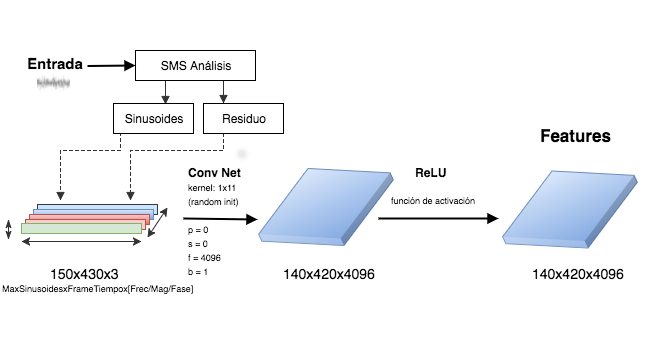 Entrada
SMS Análisis
Sinusoides
Residuo
Features
Conv Net
kernel: 1x11
(random init)
p = 0
s = 0
f = 4096
b = 1
ReLU
función de activación
150x430x3
MaxSinusoidesxFrameTiempox[Frec/Mag/Fase]
140x420x4096
140x420x4096